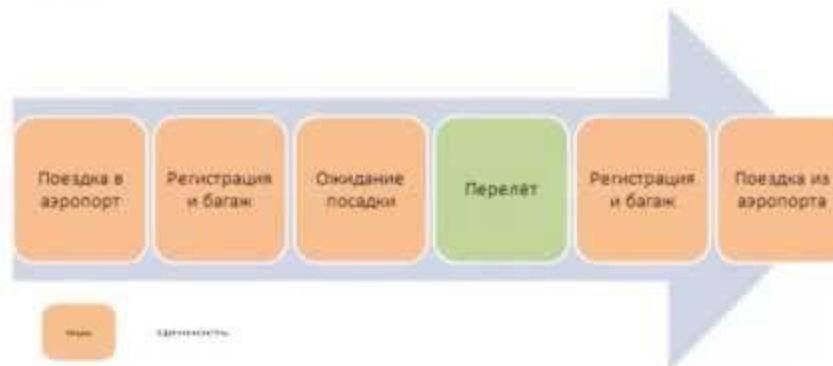 Поездка в
аэропорт
Регистрация
и багаж
Ожидание
посадки
Перелёт
Регистрация
и багаж
Поездка из
аэропорта